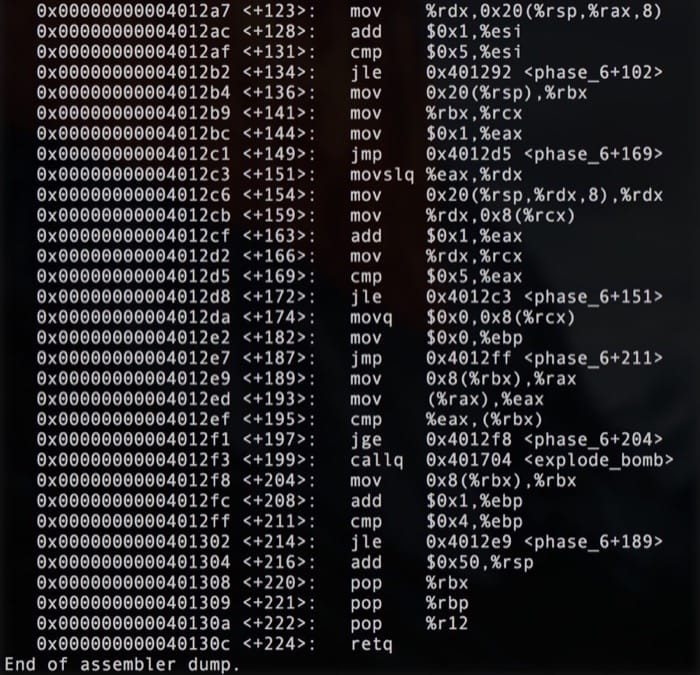 0x00000000004012a7 <+123>: mov %rdx,0x20(%rsp,%rax,8)
0x00000000004012ac <+128>: add $0x1,%esi
0x00000000004012af <+131>: cmp $0x5,%esi
0x00000000004012b2 <+134>: jle 0x401292 <phase_6+102>
0x00000000004012b4 <+136>: mov 0x20(%rsp),%rbx
0x00000000004012b9 <+141>: mov %rbx,%rcx
0x00000000004012bc <+144>: mov $0x1,%eax
0x00000000004012c1 <+149>: jmp 0x4012d5 <phase_6+169>
0x00000000004012c3 <+151>: movslq %eax,%rdx
0x00000000004012c6 <+154>: mov 0x20(%rsp,%rdx,8),%rdx
0x00000000004012cb <+159>: mov %rdx,0x8(%rcx)
0x00000000004012cf <+163>: add $0x1,%eax
0x00000000004012d2 <+166>: mov %rdx,%rcx
0x00000000004012d5 <+169>: cmp $0x5,%eax
0x00000000004012d8 <+172>: jle 0x4012c3 <phase_6+151>
0x00000000004012da <+174>: movq $0x0,0x8(%rcx)
0x00000000004012e2 <+182>: mov $0x0,%ebp
0x00000000004012e7 <+187>: jmp 0x4012ff <phase_6+211>
0x00000000004012e9 <+189>: mov 0x8(%rbx),%rax
0x00000000004012ed <+193>: mov (%rax),%eax
0x00000000004012ef <+195>: cmp %eax,(%rbx)
0x00000000004012f1 <+197>: jge 0x4012f8 <phase_6+204>
0x00000000004012f3 <+199>: callq 0x401704 <explode_bomb>
0x00000000004012f8 <+204>: mov 0x8(%rbx),%rbx
0x00000000004012fc <+208>: add $0x1,%ebp
0x00000000004012ff <+211>: cmp $0x4,%ebp
0x0000000000401302 <+214>: jle 0x4012e9 <phase_6+189>
0x0000000000401304 <+216>: add $0x50,%rsp
0x0000000000401308 <+220>: pop %rbx
0x0000000000401309 <+221>: pop %rbp
0x000000000040130a <+222>: pop %r12
0x000000000040130c <+224>: retq
End of assembler dump.